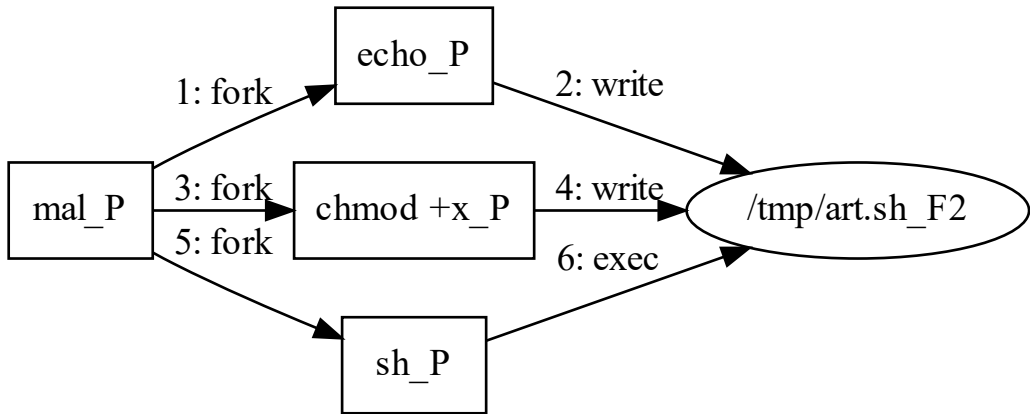 echo_P
1: fork
2: write
mal_P
3: fork
chmod +x_P
4: write
/tmp/art.sh_F2
5: fork
6: exec
sh_P